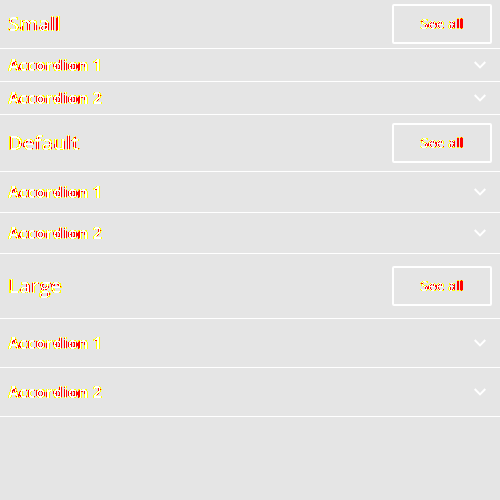 Small
See all
Accordion 1
Accordion 2
Default
See all
Accordion 1
Accordion 2
Large
See all
Accordion 1
Accordion 2